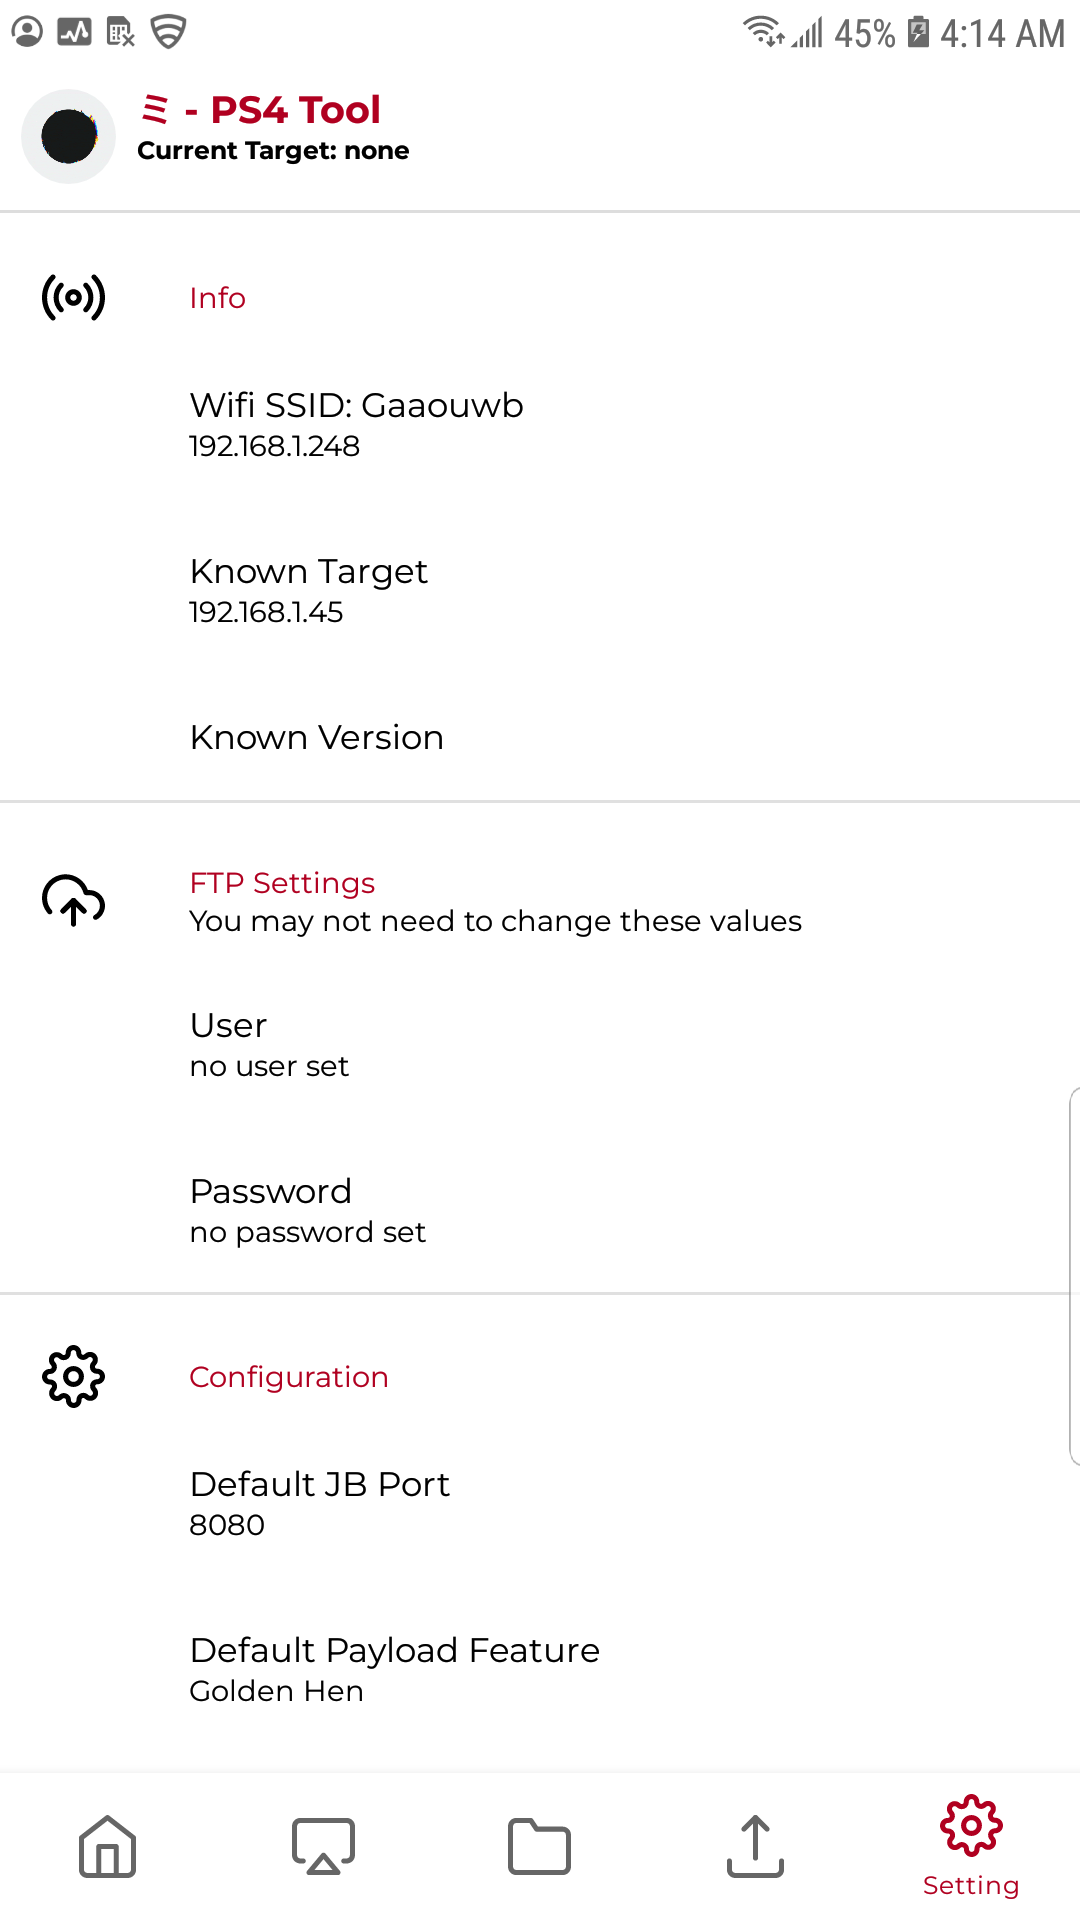 45% 4:14 AM
ミ - PS4 Tool
Current Target: none
Info
Wifi SSID: Gaaouwb
192.168.1.248
Known Target
192.168.1.45
Known Version
FTP Settings
You may not need to change these values
User
no user set
Password
no password set
Configuration
Default JB Port
8080
Default Payload Feature
Golden Hen
Setting